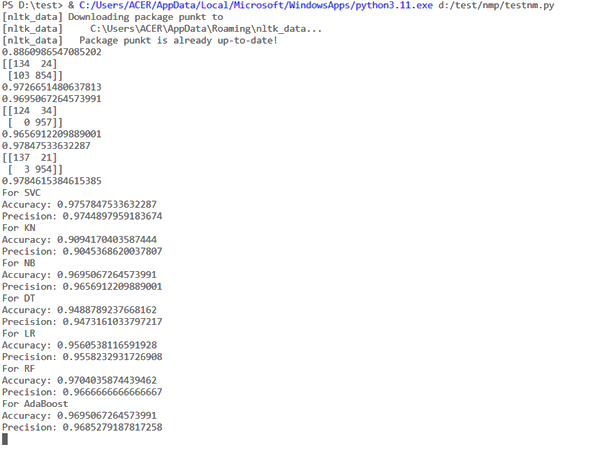 PS D:\test> & C:/Users/ACER/AppData/Local/Microsoft/WindowsApps/python3.11.exe d:/test/nmp/testnm.py
[nltk_data] Downloading package punkt to
[nltk_data]     C:\Users\ACER\AppData\Roaming\nltk_data...
[nltk_data]   Package punkt is already up-to-date!
0.8860986547085202
[[134  24]
 [103 854]]
0.9726651480637813
0.9695067264573991
[[124  34]
 [  0 957]]
0.9656912209889001
0.97847533632287
[[137  21]
 [  3 954]]
0.9784615384615385
For SVC
Accuracy: 0.9757847533632287
Precision: 0.9744897959183674
For KN
Accuracy: 0.9094170403587444
Precision: 0.9045368620037807
For NB
Accuracy: 0.9695067264573991
Precision: 0.9656912209889001
For DT
Accuracy: 0.9488789237668162
Precision: 0.9473161033797217
For LR
Accuracy: 0.9560538116591928
Precision: 0.9558232931726908
For RF
Accuracy: 0.9704035874439462
Precision: 0.9666666666666667
For AdaBoost
Accuracy: 0.9695067264573991
Precision: 0.9685279187817258